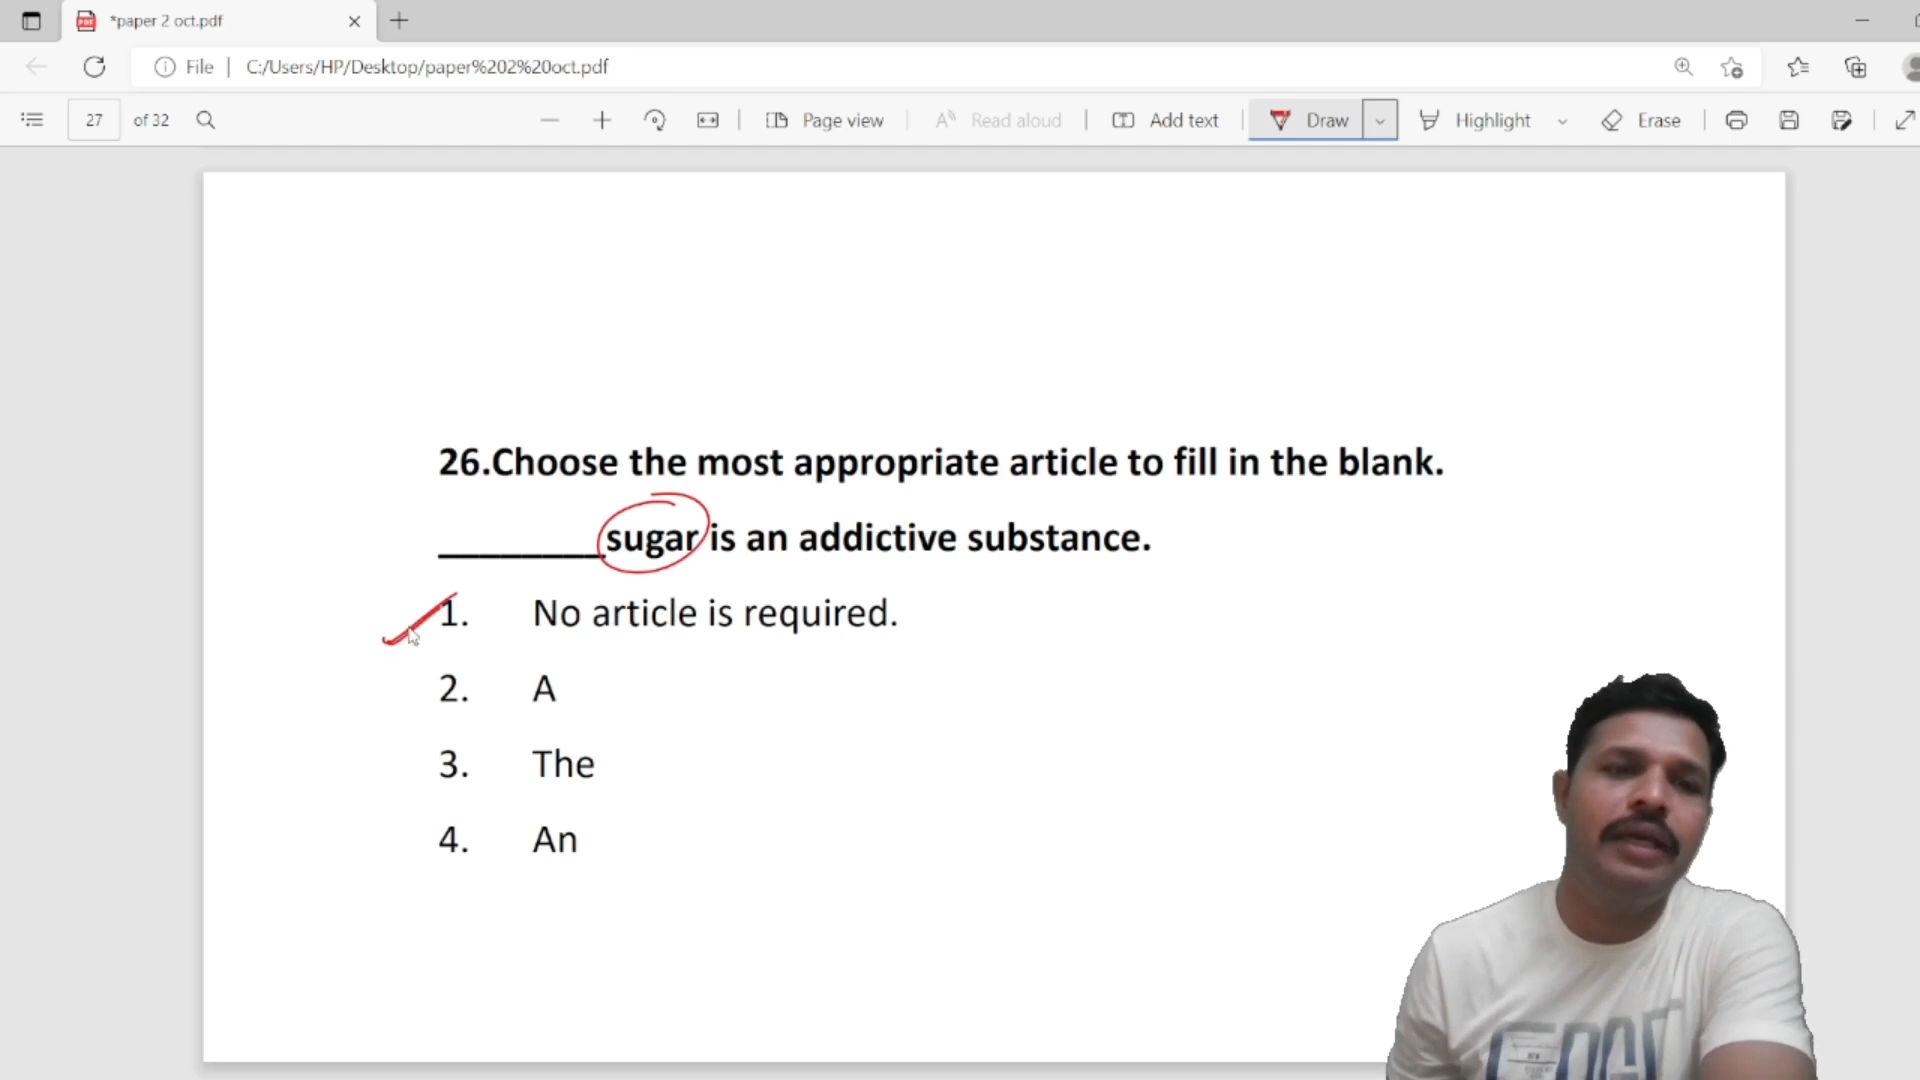 *paper 2 oct.pdf
File | C:/Users/HP/Desktop/paper%202%20oct.pdf
27 of 32 Page view Read aloud Add text Draw Highlight Erase
26.Choose the most appropriate article to fill in the blank.
________sugar is an addictive substance.
1. No article is required.
2. A
3. The
4. An